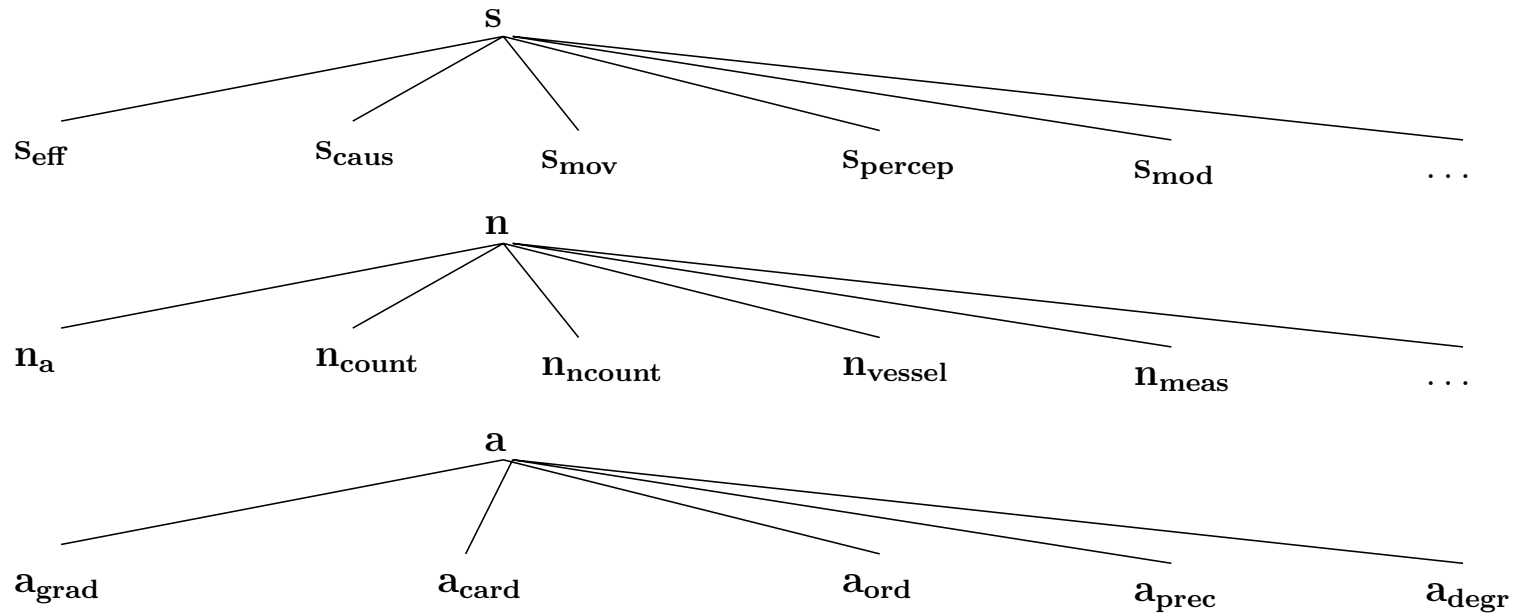 s
s_eff s_caus s_mov s_percep s_mod ...
n
n_a n_count n_ncount n_vessel n_meas ...
a
a_grad a_card a_ord a_prec a_degr